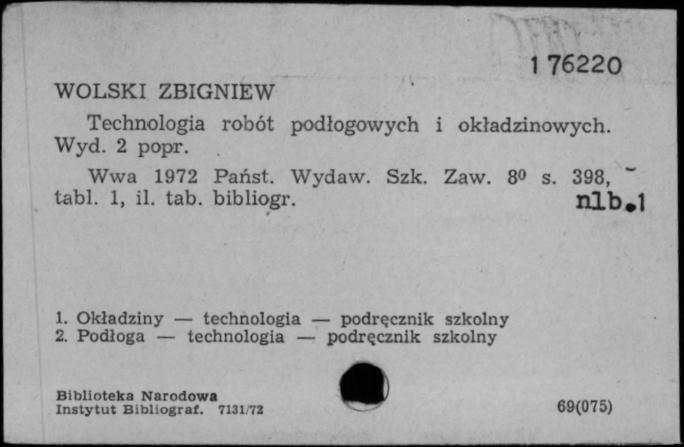 1 76220
WOLSKI ZBIGNIEW
Technologia robót podłogowych i okładzinowych.
Wyd. 2 popr.
Wwa 1972 Państ. Wydaw. Szk. Zaw. 8⁰ s. 398,
tabl. 1, il. tab. bibliogr. nlb.1
1. Okładziny — technologia — podręcznik szkolny
2. Podłoga — technologia — podręcznik szkolny
Biblioteka Narodowa
Instytut Bibliograf. 7131/72 69(075)